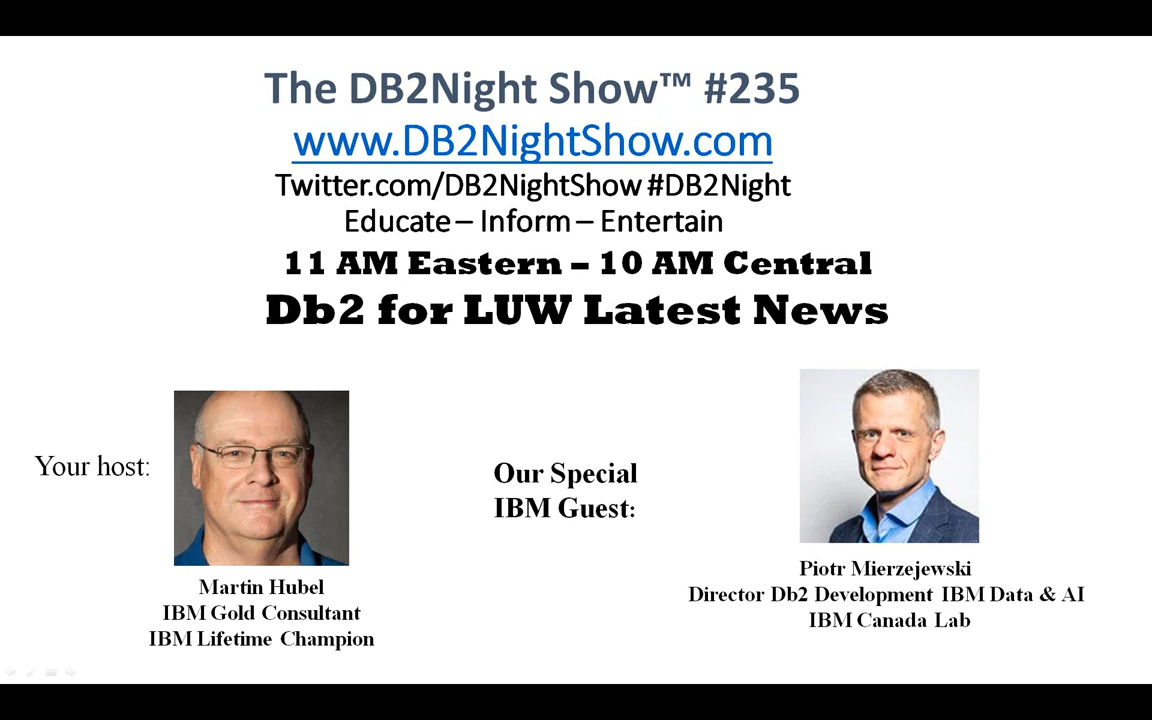 The DB2Night Show™ #235
www.DB2NightShow.com
Twitter.com/DB2NightShow #DB2Night
Educate – Inform – Entertain
11 AM Eastern – 10 AM Central
Db2 for LUW Latest News
Your host:
Our Special
IBM Guest:
Martin Hubel
IBM Gold Consultant
IBM Lifetime Champion
Piotr Mierzejewski
Director Db2 Development IBM Data & AI
IBM Canada Lab